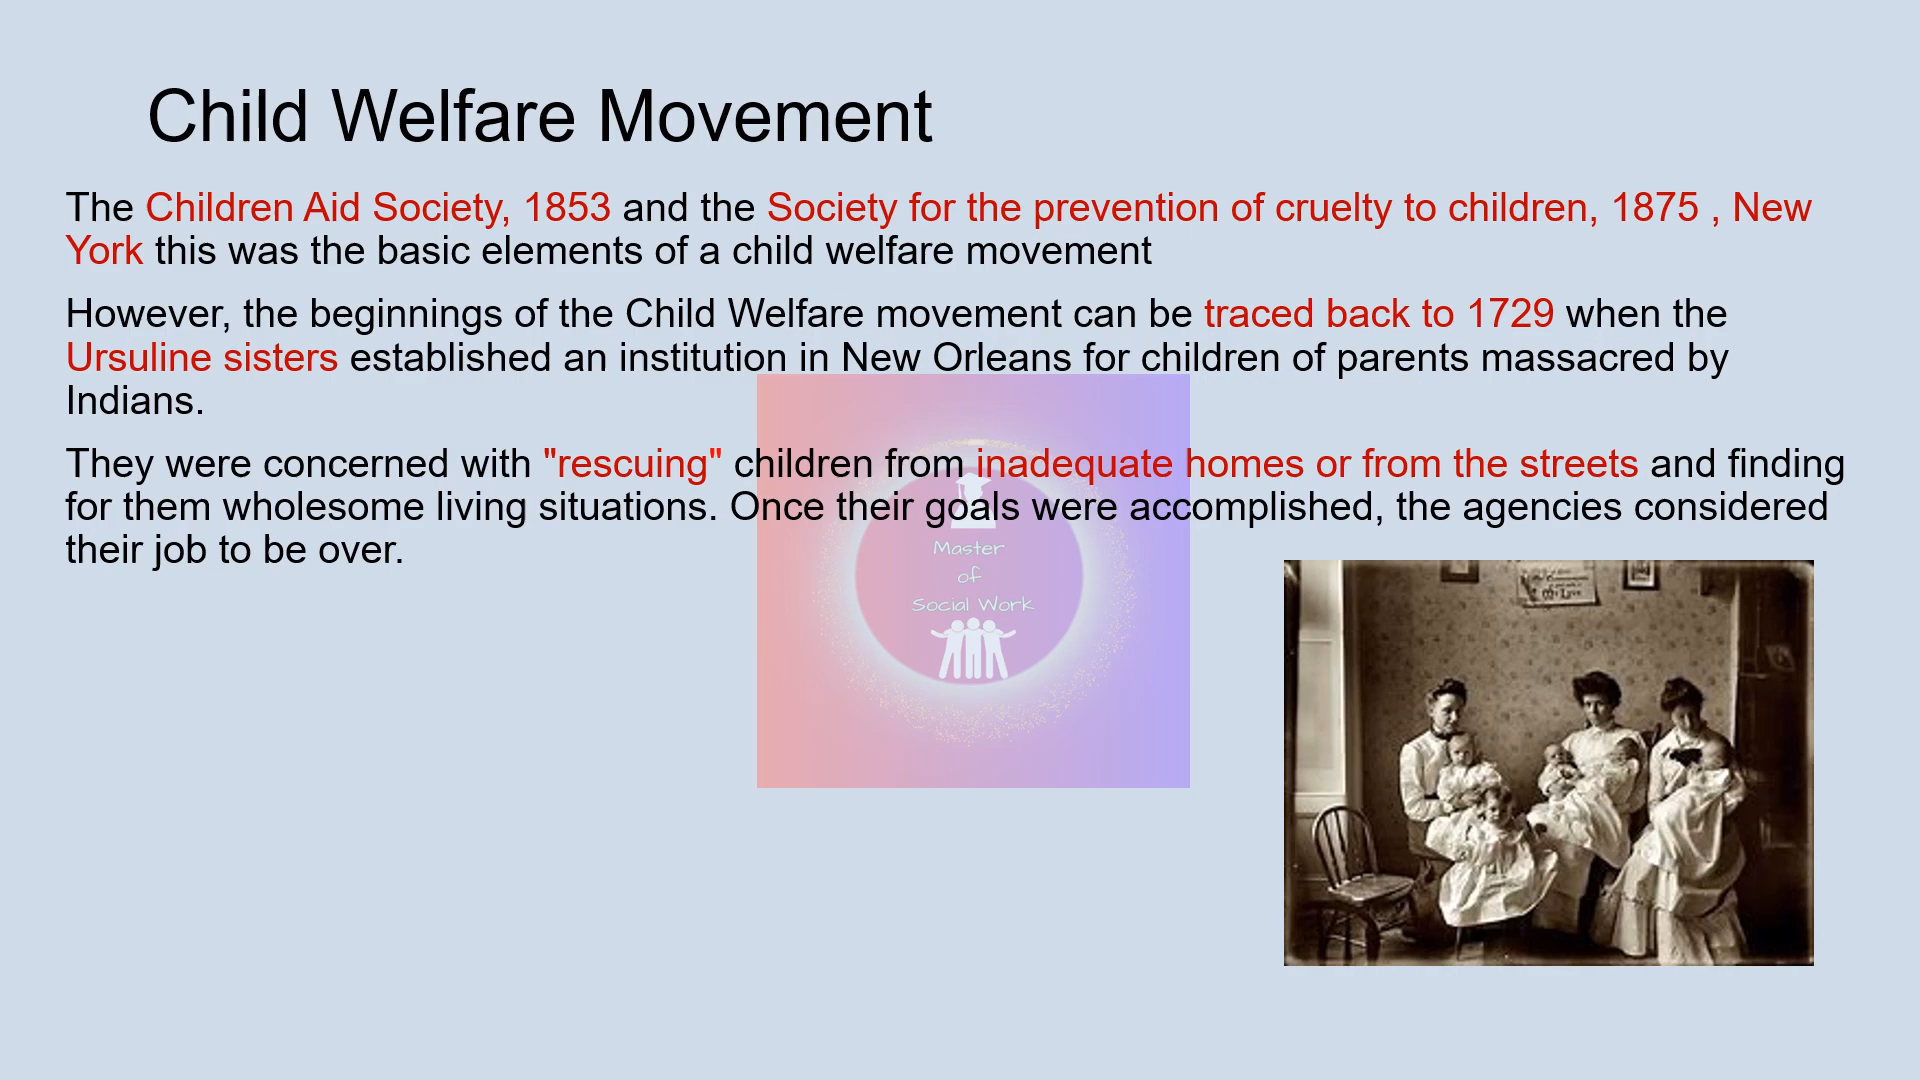 Child Welfare Movement
The Children Aid Society, 1853 and the Society for the prevention of cruelty to children, 1875 , New
York this was the basic elements of a child welfare movement
However, the beginnings of the Child Welfare movement can be traced back to 1729 when the
Ursuline sisters established an institution in New Orleans for children of parents massacred by
Indians.
They were concerned with "rescuing" children from inadequate homes or from the streets and finding
for them wholesome living situations. Once their goals were accomplished, the agencies considered
their job to be over.
Master
of
Social Work